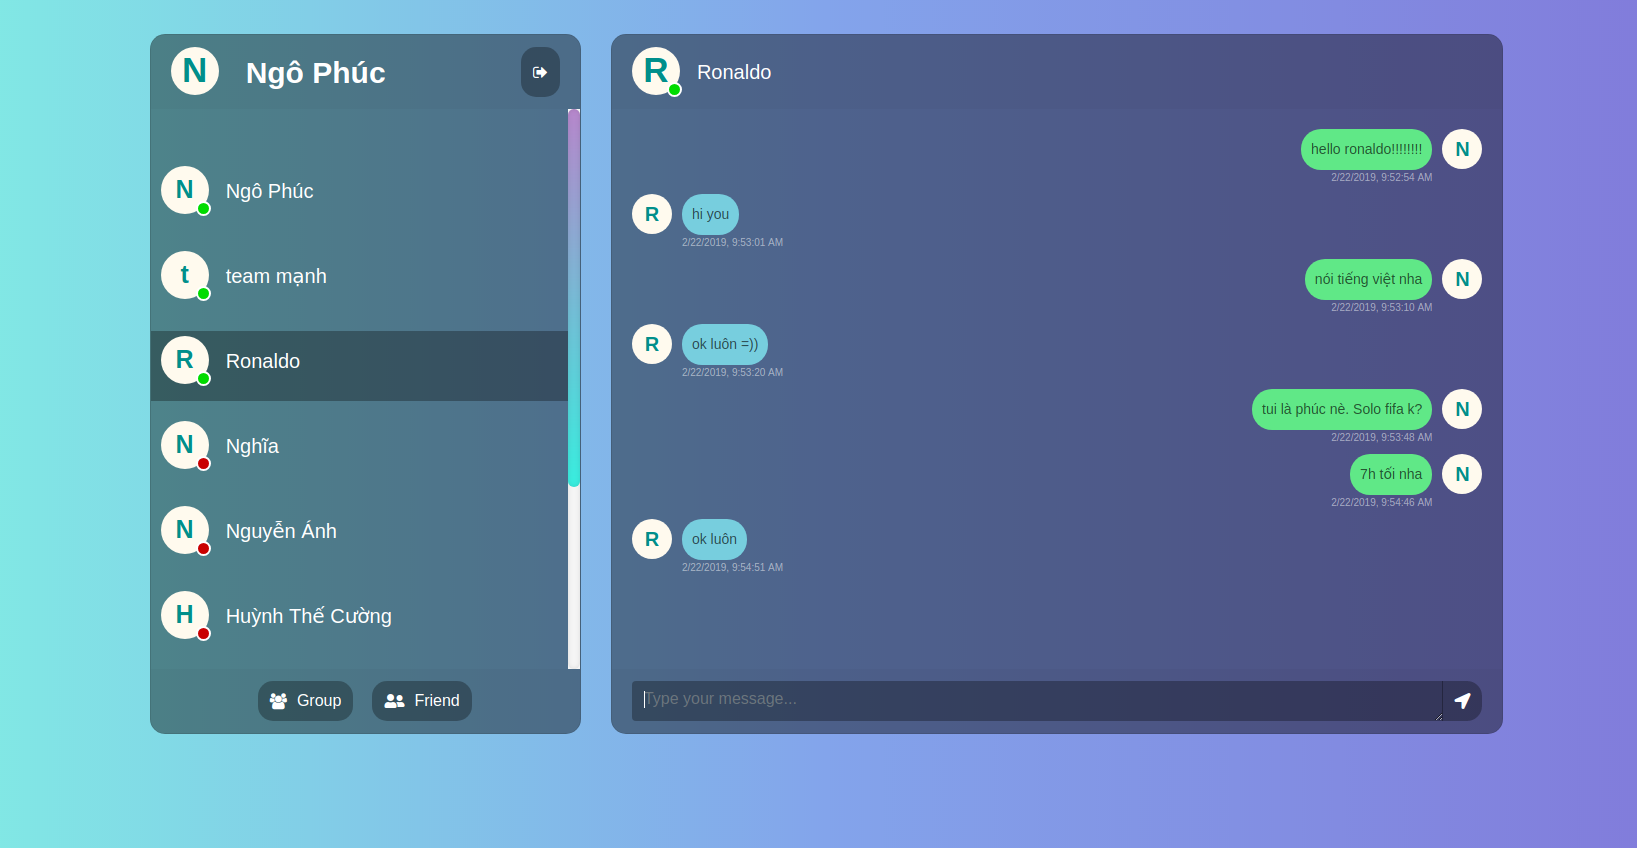 N Ngô Phúc
N Ngô Phúc
t team mạnh
R Ronaldo
N Nghĩa
N Nguyễn Ánh
H Huỳnh Thế Cường
Group Friend
R Ronaldo
hello ronaldo!!!!!!!! N
2/22/2019, 9:52:54 AM
R hi you
2/22/2019, 9:53:01 AM
nói tiếng việt nha N
2/22/2019, 9:53:10 AM
R ok luôn =))
2/22/2019, 9:53:20 AM
tui là phúc nè. Solo fifa k? N
2/22/2019, 9:53:48 AM
7h tối nha N
2/22/2019, 9:54:46 AM
R ok luôn
2/22/2019, 9:54:51 AM
Type your message...